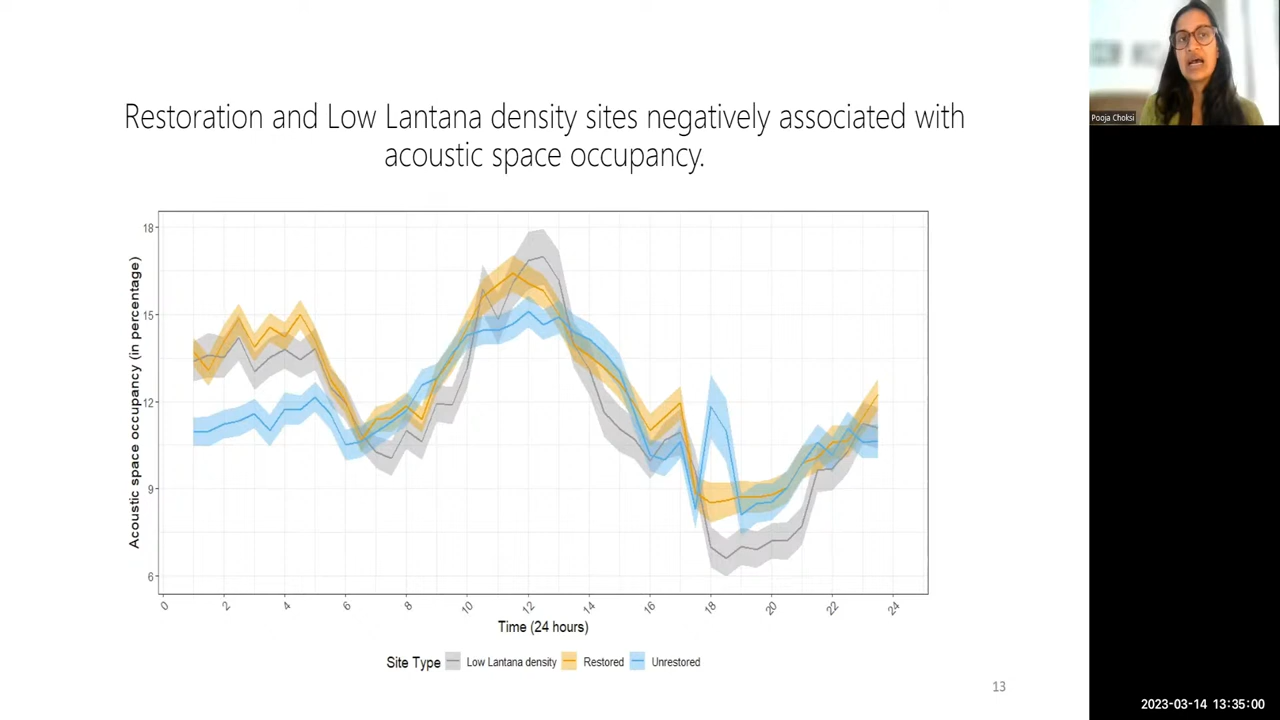 Restoration and Low Lantana density sites negatively associated with
acoustic space occupancy.
Acoustic space occupancy (in percentage)
18
15
12
9
6
0 2 4 6 8 10 12 14 16 18 20 22 24
Time (24 hours)
Site Type Low Lantana density Restored Unrestored
13
Pooja Choksi
2023-03-14 13:35:00